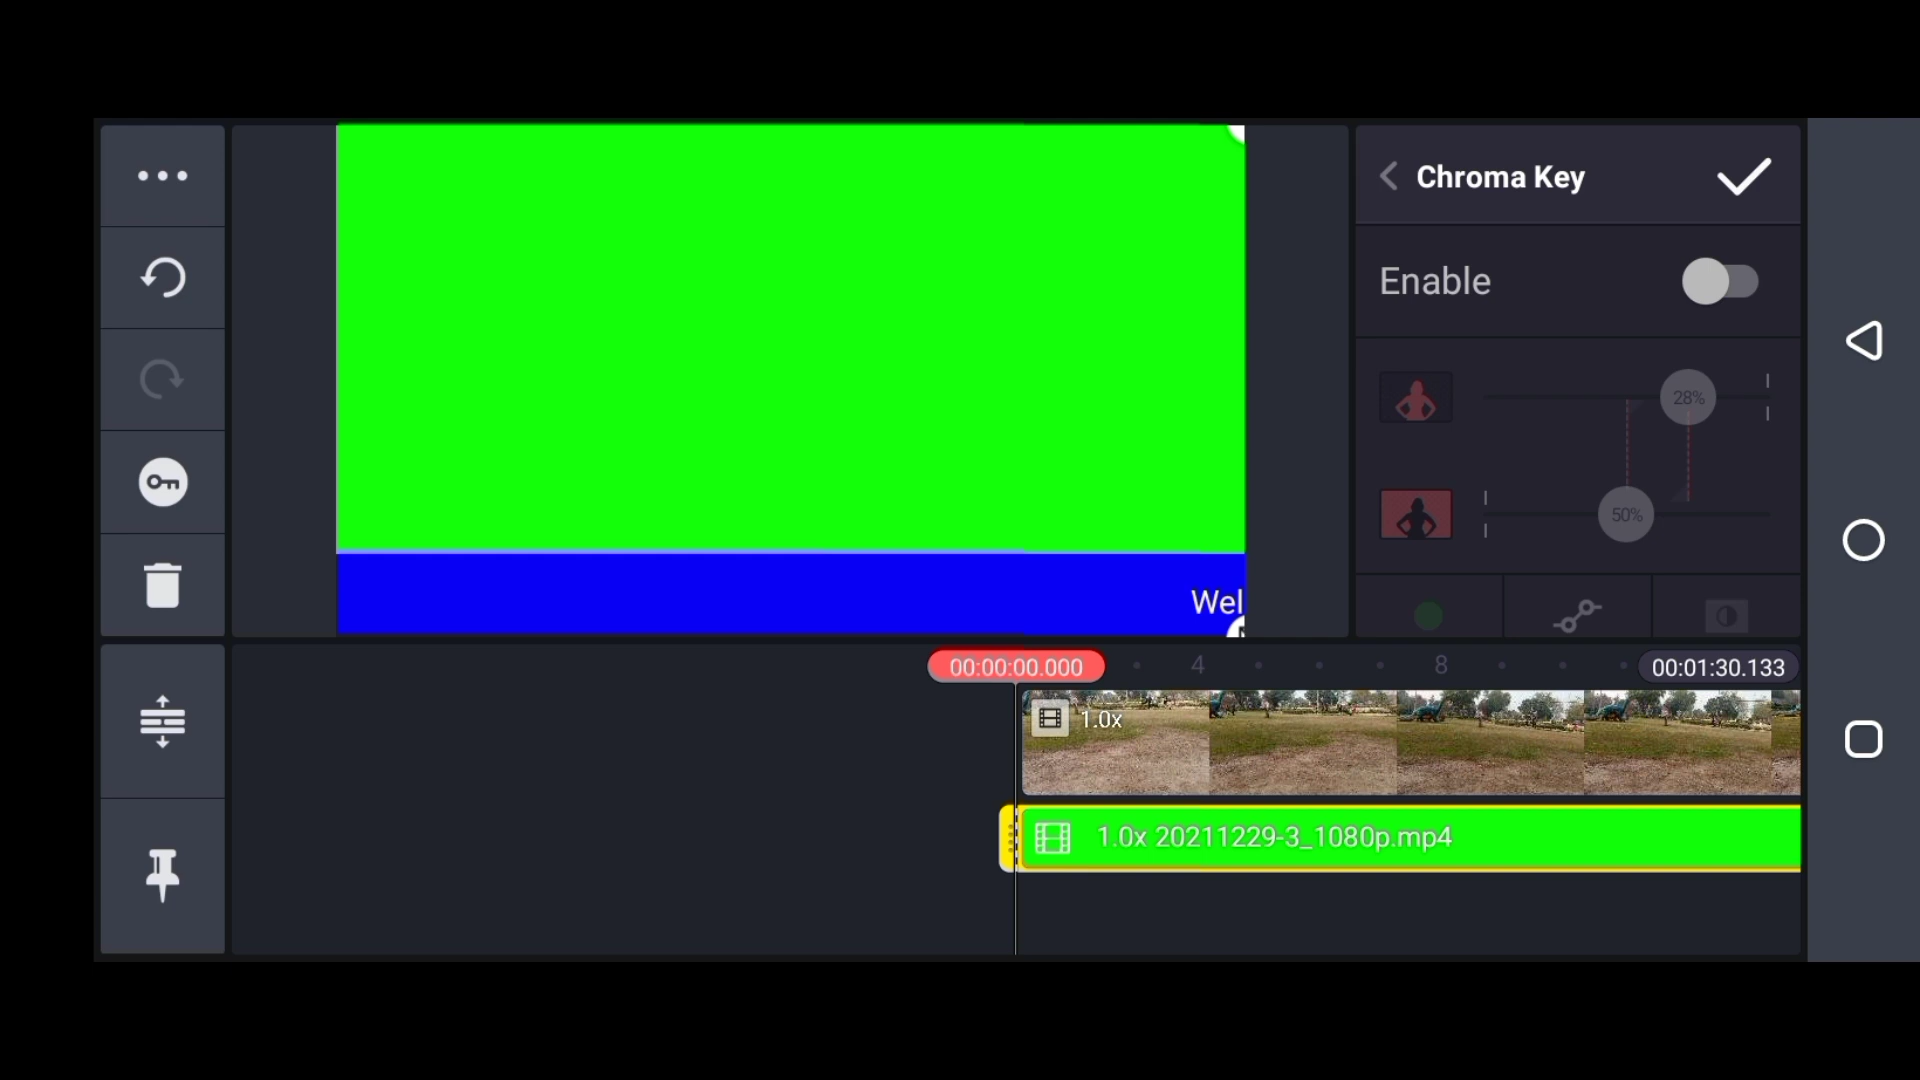 Chroma Key
Enable
28%
50%
Wel
00:00:00.000
4
8
00:01:30.133
1.0x
1.0x 20211229-3_1080p.mp4